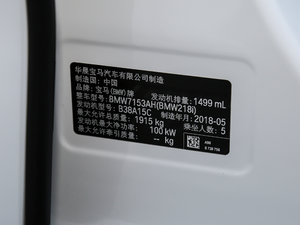 华晨宝马汽车有限公司制造
制造国：中国
品牌：宝马(BMW)牌 发动机排量：1499 mL
整车型号：BMW7153AH(BMW218i)
发动机型号：B38A15C 制造年月：2018-05
最大允许总质量：1915 kg 乘坐人数：5
发动机最大净功率：100 kW
最大允许牵引质量： -- kg